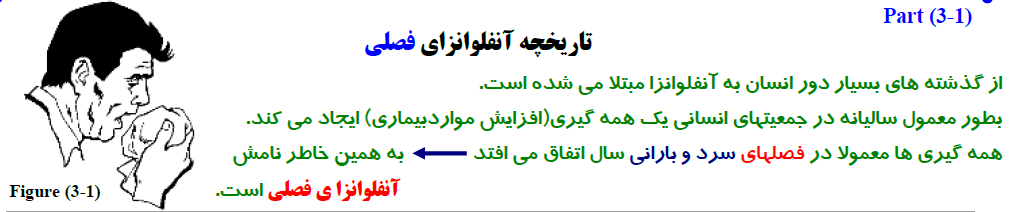 Part (3-1)
تاریخچه آنفلوانزای فصلی
از گذشته های بسیار دور انسان به آنفلوانزا مبتلا می شده است.
بطور معمول سالیانه در جمعیتهای انسانی یک همه گیری(افزایش مواردبیماری) ایجاد می کند.
همه گیری ها معمولا در فصلهای سرد و بارانی سال اتفاق می افتد ← به همین خاطر نامش
آنفلوانزا ی فصلی است.
Figure (3-1)